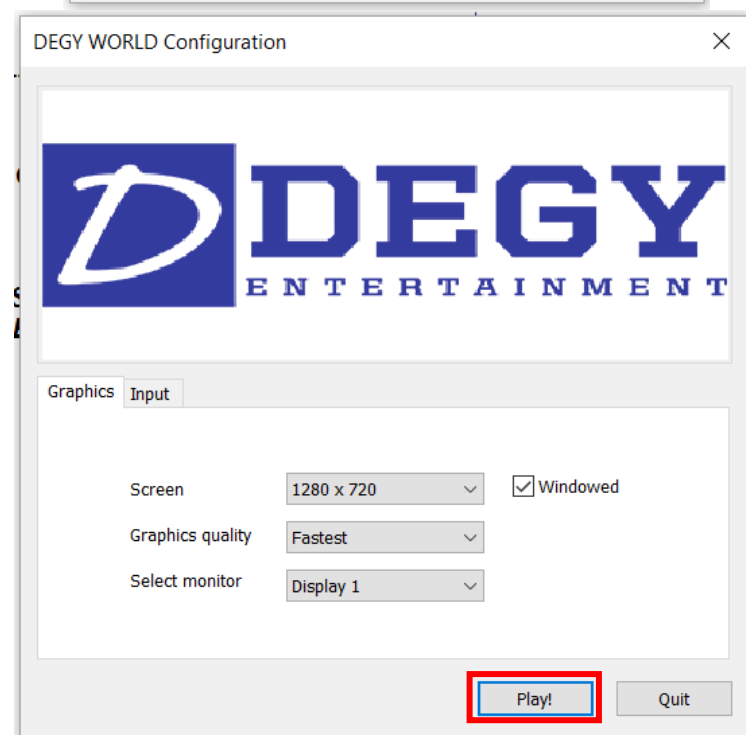 DEGY WORLD Configuration
D DEGY
ENTERTAINMENT
Graphics Input
Screen 1280 x 720 Windowed
Graphics quality Fastest
Select monitor Display 1
Play! Quit